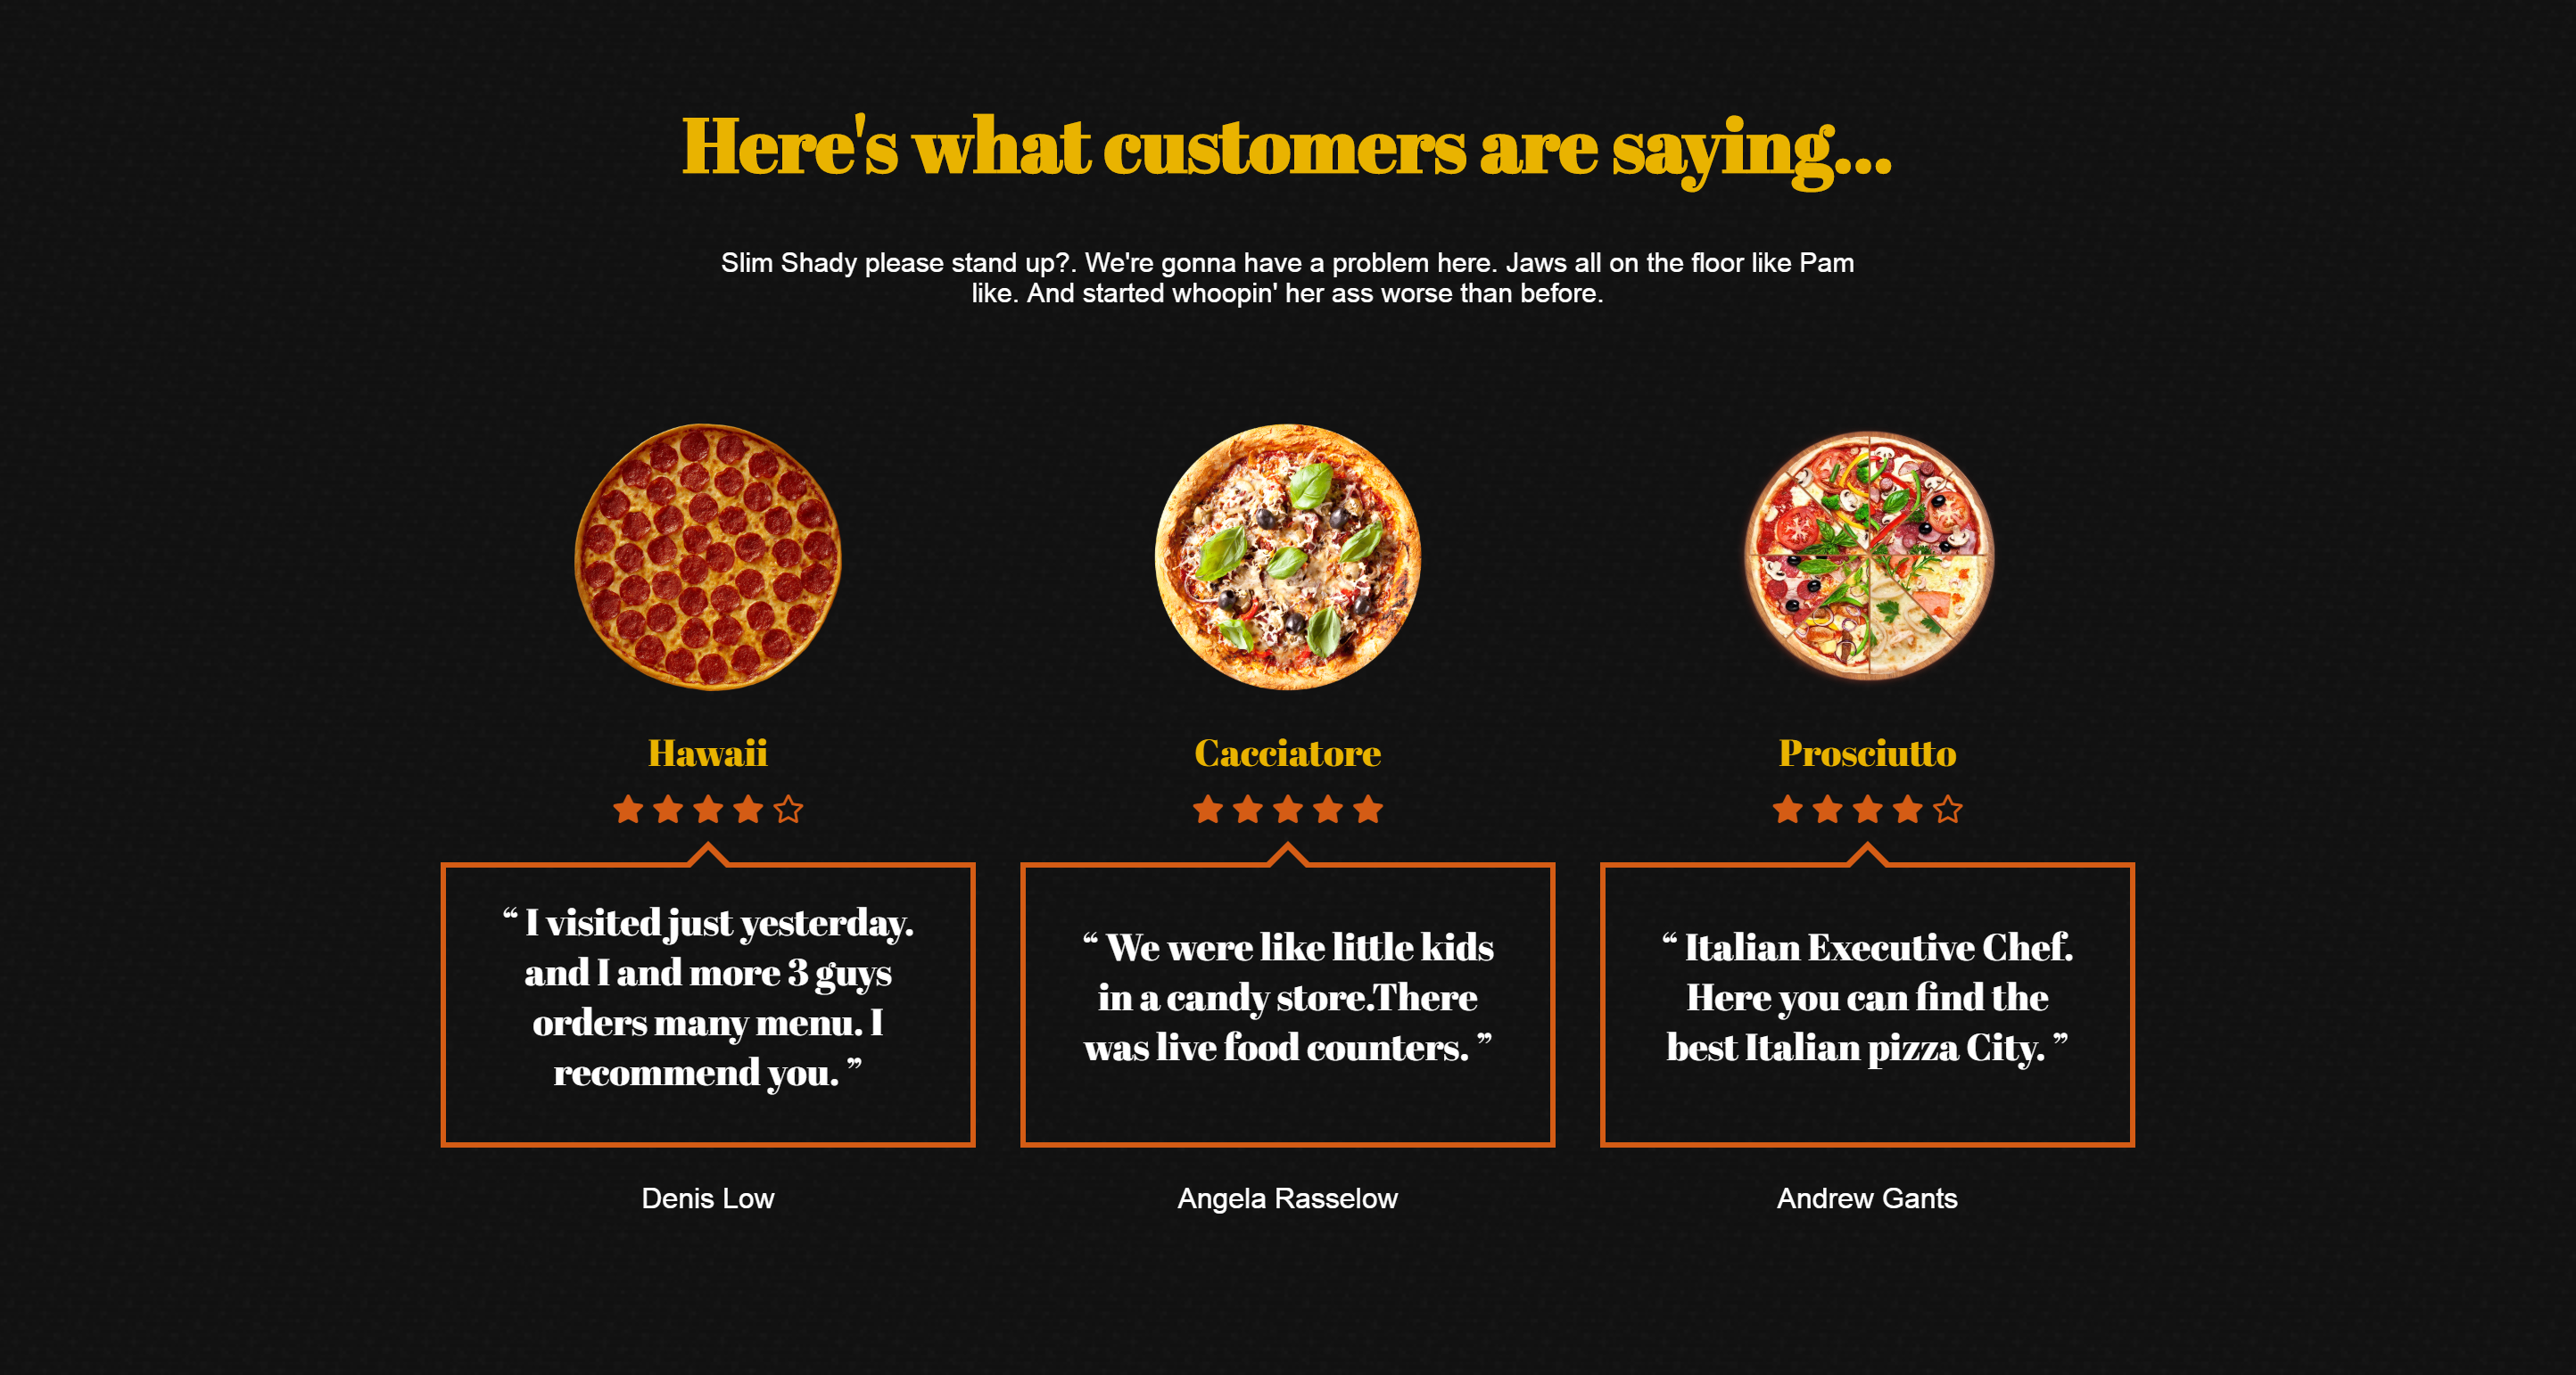 Here's what customers are saying...
Slim Shady please stand up?. We're gonna have a problem here. Jaws all on the floor like Pam
like. And started whoopin' her ass worse than before.
Hawaii
“ I visited just yesterday.
and I and more 3 guys
orders many menu. I
recommend you. ”
Denis Low
Cacciatore
“ We were like little kids
in a candy store.There
was live food counters. ”
Angela Rasselow
Prosciutto
“ Italian Executive Chef.
Here you can find the
best Italian pizza City. ”
Andrew Gants